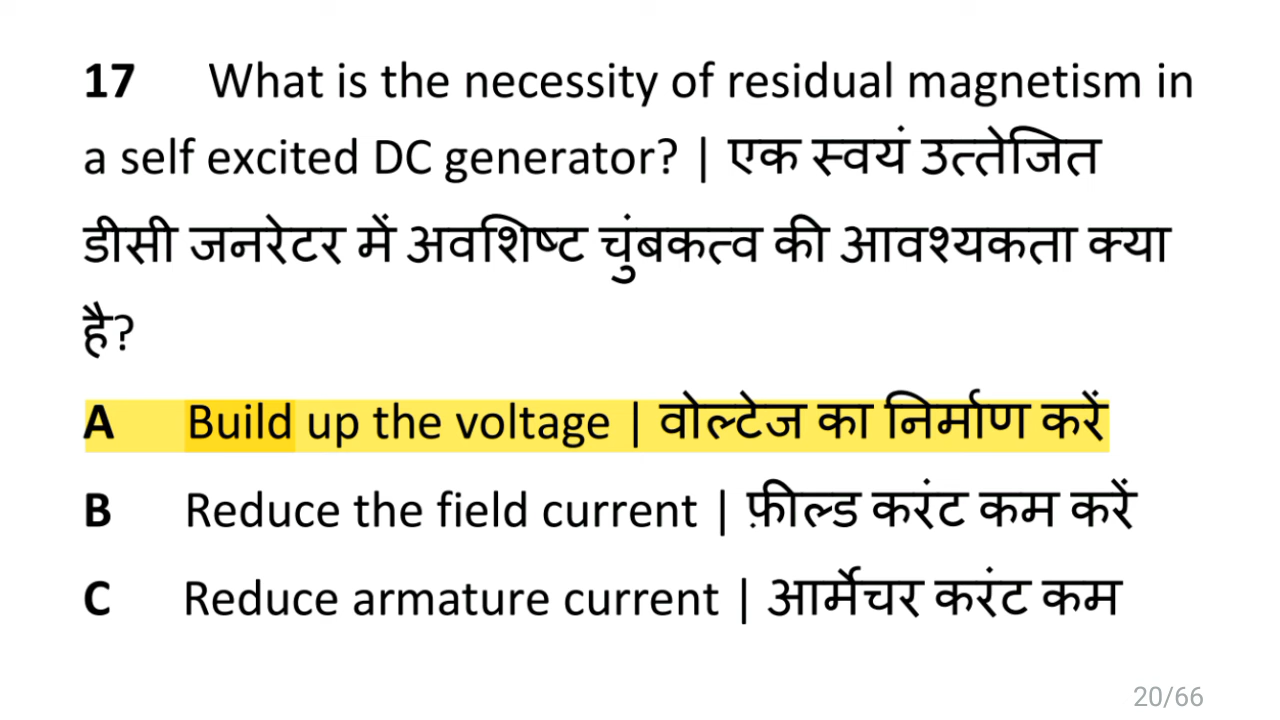 17 What is the necessity of residual magnetism in
a self excited DC generator? | एक स्वयं उत्तेजित
डीसी जनरेटर में अवशिष्ट चुंबकत्व की आवश्यकता क्या
है?
A Build up the voltage | वोल्टेज का निर्माण करें
B Reduce the field current | फ़ील्ड करंट कम करें
C Reduce armature current | आर्मेचर करंट कम
20/66